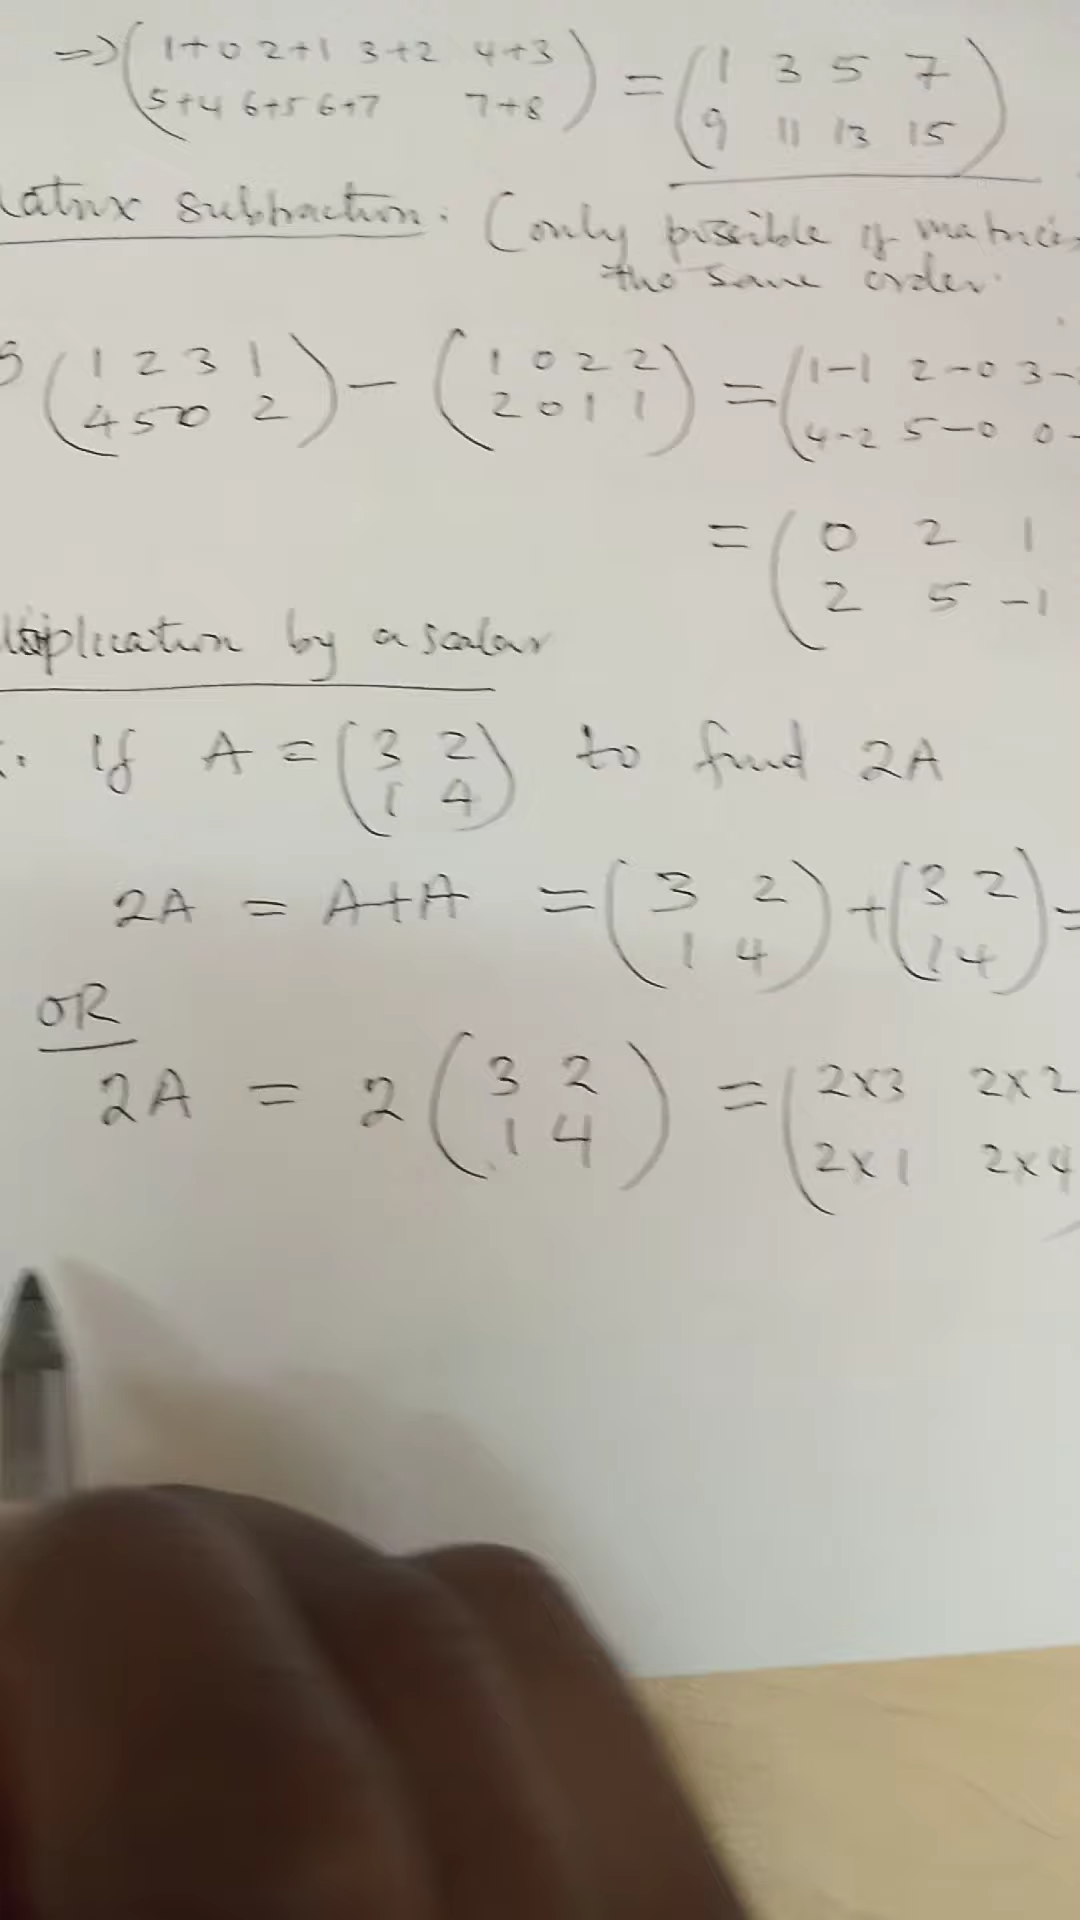 => ( 1+0 2+1 3+2 4+3 ) = ( 1 3 5 7 )
5+4 6+5 6+7 7+8 9 11 13 15
subtraction. (only possible if
the same order.
( 1 2 3 1 ) - ( 1 0 2 2 ) = ( 1-1 2-0 3-
4 5 0 2 2 0 1 1 4-2 5-0 0-
= ( 0 2 1
2 5 -1
by a scalar
If A = ( 3 2 ) to find 2A
1 4
2A = A+A = ( 3 2 ) + ( 3 2 ) =
1 4 1 4
OR
2A = 2 ( 3 2 ) = ( 2x3 2x2
1 4 2x1 2x4